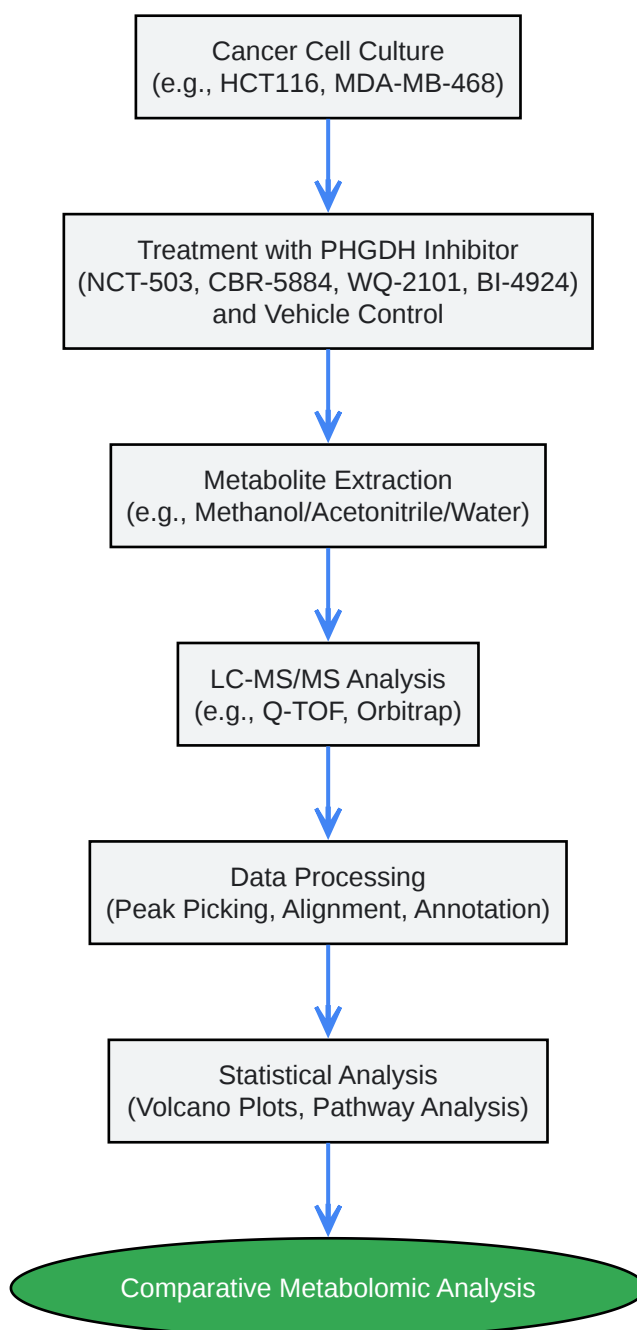 Cancer Cell Culture
(e.g., HCT116, MDA-MB-468)
Treatment with PHGDH Inhibitor
(NCT-503, CBR-5884, WQ-2101, BI-4924)
and Vehicle Control
Metabolite Extraction
(e.g., Methanol/Acetonitrile/Water)
LC-MS/MS Analysis
(e.g., Q-TOF, Orbitrap)
Data Processing
(Peak Picking, Alignment, Annotation)
Statistical Analysis
(Volcano Plots, Pathway Analysis)
Comparative Metabolomic Analysis